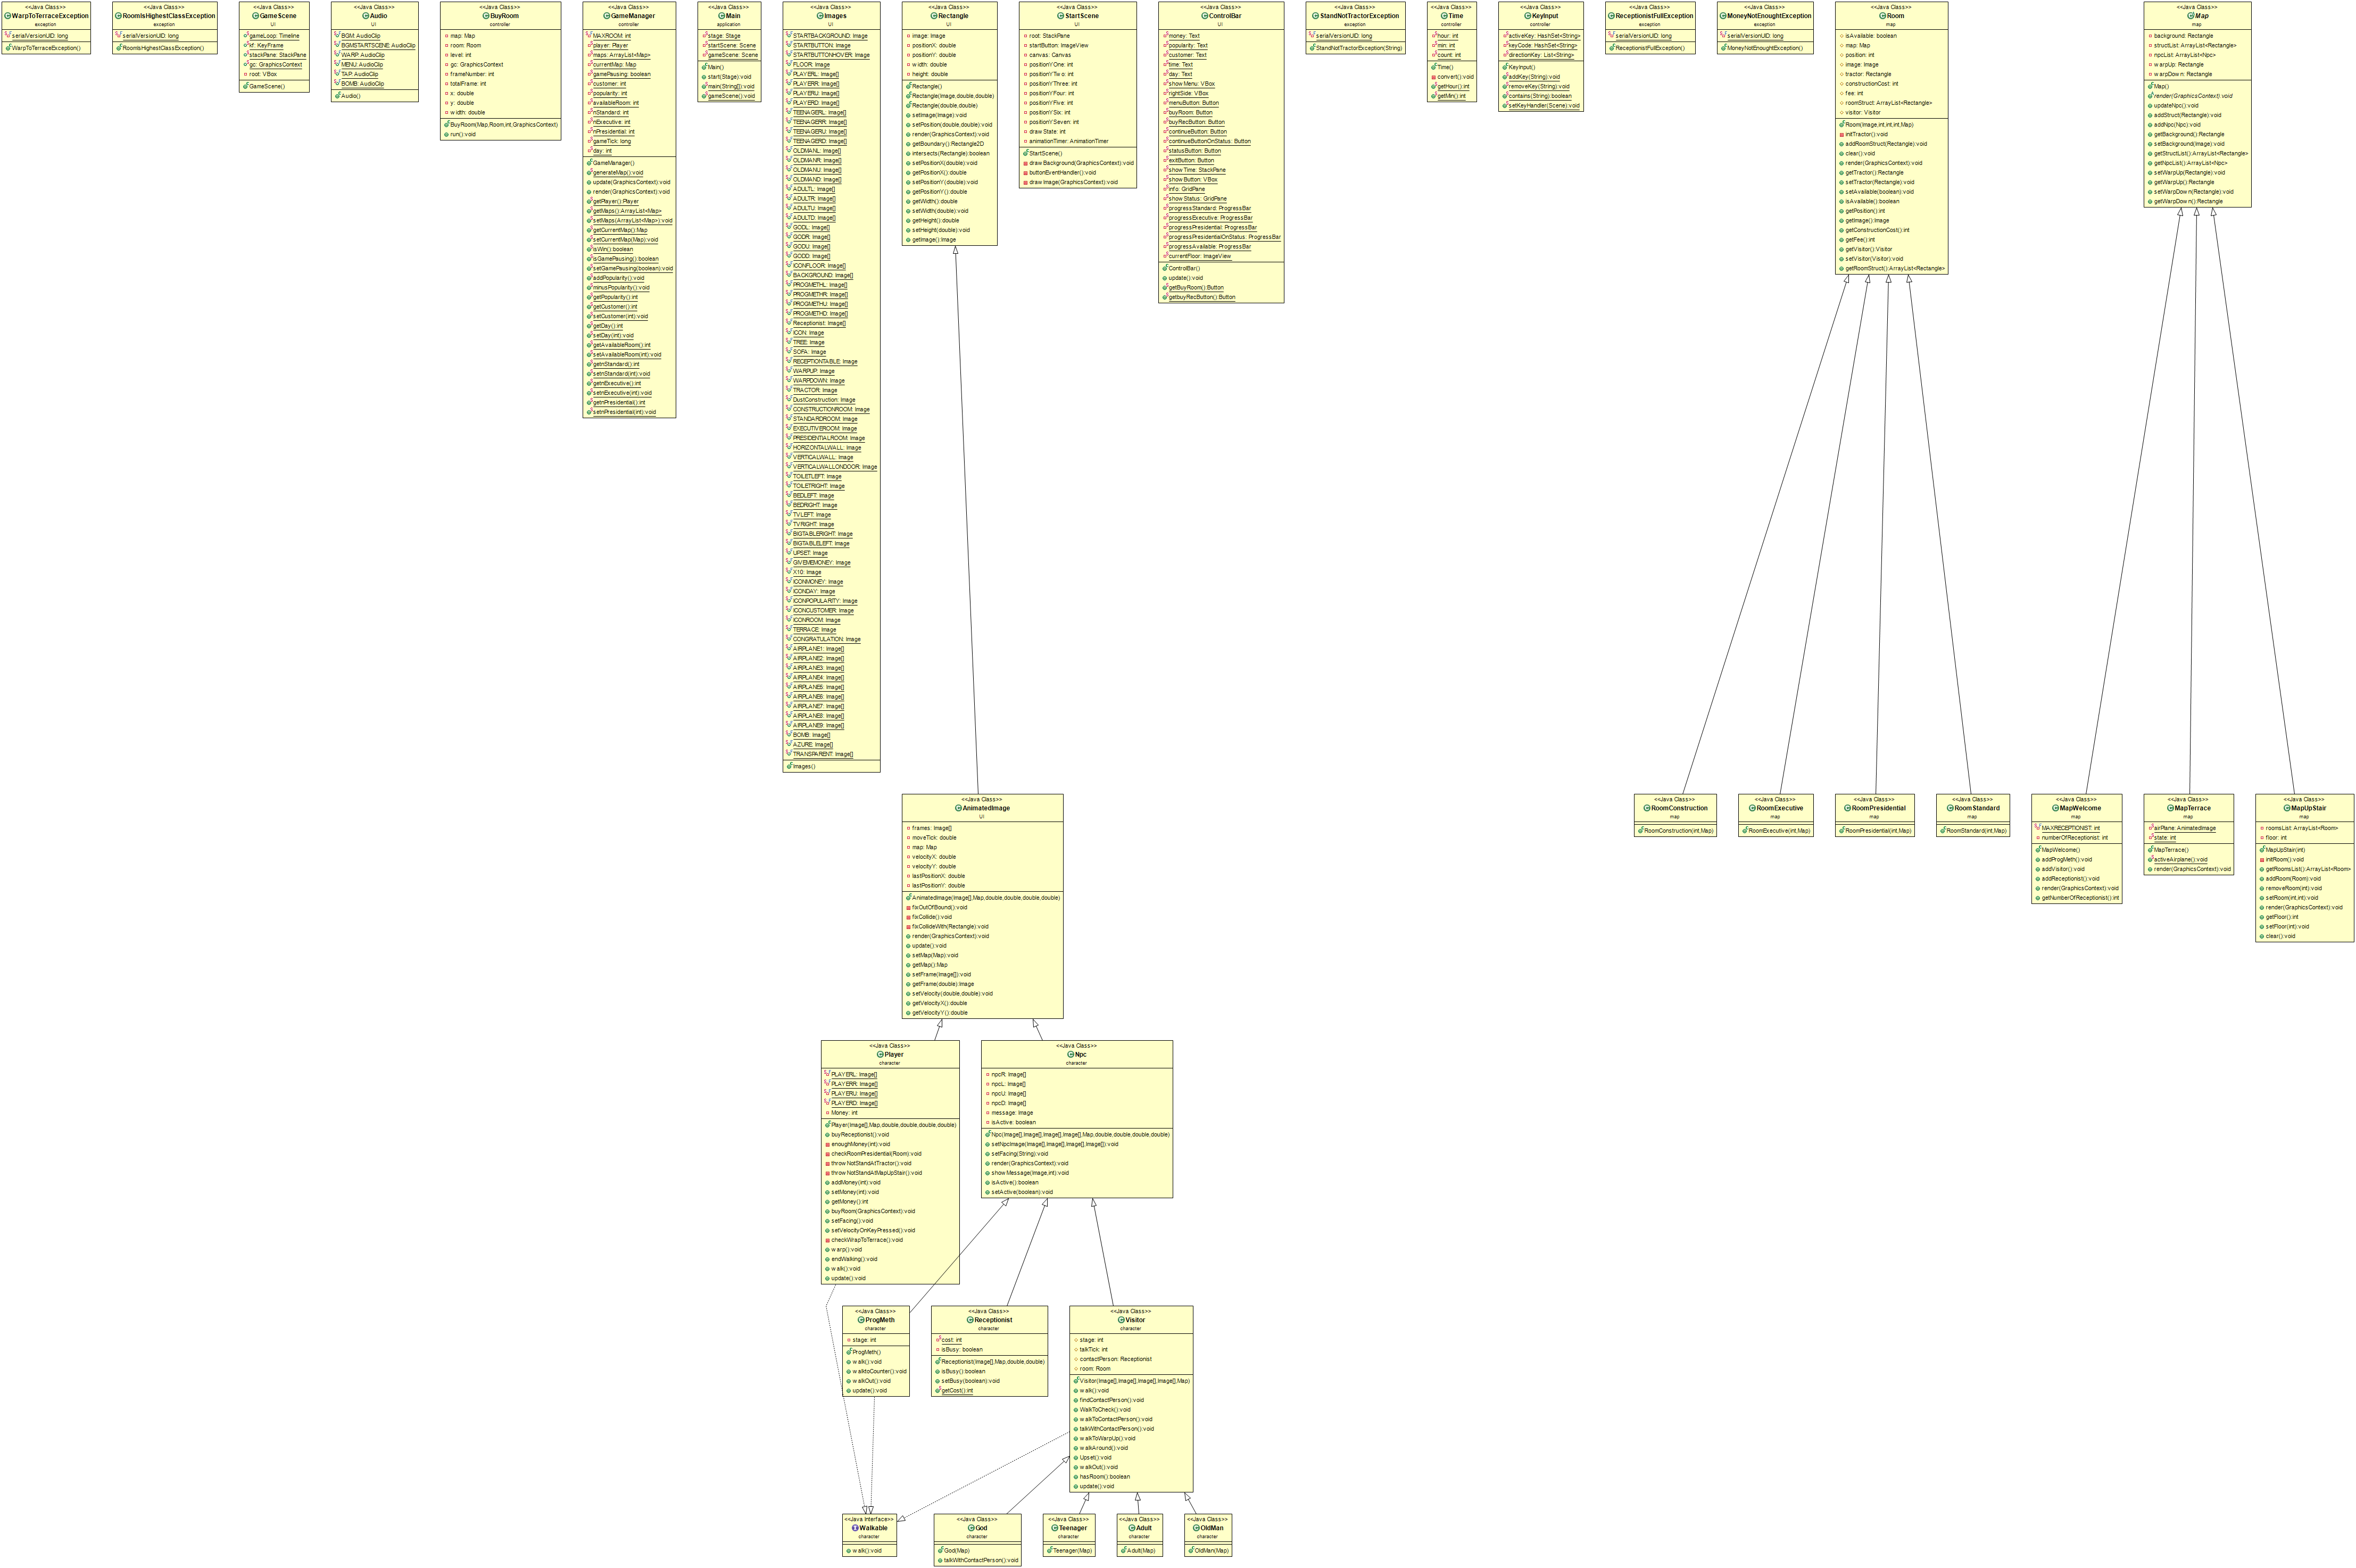 <<Java Class>>
WarpToTerraceException
exception
serialVersionUID: long
WarpToTerraceException()
<<Java Class>>
RoomIsHighestClassException
exception
serialVersionUID: long
RoomIsHighestClassException()
<<Java Class>>
GameScene
UI
gameLoop: Timeline
kf: KeyFrame
stackPane: StackPane
gc: GraphicsContext
root: VBox
GameScene()
<<Java Class>>
Audio
UI
BGM: AudioClip
BGMSTARTSCENE: AudioClip
MENU: AudioClip
WARP: AudioClip
TAP: AudioClip
BOMB: AudioClip
Audio()
<<Java Class>>
BuyRoom
controller
map: Map
room: Room
level: int
gc: GraphicsContext
frameNumber: int
totalFrame: int
x: double
y: double
width: double
BuyRoom(Map,Room,int,GraphicsContext)
run():void
<<Java Class>>
GameManager
controller
MAXROOM: int
player: Player
maps: ArrayList<Map>
currentMap: Map
gamePausing: boolean
customer: int
popularity: int
availableRoom: int
nStandard: int
nExecutive: int
nPresidential: int
gameTick: long
day: int
GameManager()
generateMap():void
update(GraphicsContext):void
render(GraphicsContext):void
getPlayer():Player
getMaps():ArrayList<Map>
setMaps(ArrayList<Map>):void
getCurrentMap():Map
setCurrentMap(Map):void
isWin():boolean
isGamePausing():boolean
setGamePausing(boolean):void
addPopularity():void
minusPopularity():void
getPopularity():int
getCustomer():int
setCustomer(int):void
getDay():int
setDay(int):void
getAvailableRoom():int
setAvailableRoom(int):void
getnStandard():int
setnStandard(int):void
getnExecutive():int
setnExecutive(int):void
getnPresidential():int
setnPresidential(int):void
<<Java Class>>
Main
application
stage: Stage
startScene: Scene
gameScene: Scene
Main()
start(Stage):void
main(String[]):void
gameScene():void
<<Java Class>>
Images
UI
STARTBACKGROUND: Image
STARTBUTTON: Image
STARTBUTTONHOVER: Image
FLOOR: Image
PLAYERL: Image[]
PLAYERR: Image[]
PLAYERU: Image[]
PLAYERD: Image[]
TEENAGERL: Image[]
TEENAGERR: Image[]
TEENAGERU: Image[]
TEENAGERD: Image[]
OLDMANL: Image[]
OLDMANR: Image[]
OLDMANU: Image[]
OLDMAND: Image[]
ADULTL: Image[]
ADULTR: Image[]
ADULTU: Image[]
ADULTD: Image[]
GODL: Image[]
GODR: Image[]
GODU: Image[]
GODD: Image[]
ICONFLOOR: Image[]
BACKGROUND: Image[]
PROGMETHL: Image[]
PROGMETHR: Image[]
PROGMETHU: Image[]
PROGMETHD: Image[]
Receptionist: Image[]
ICON: Image
TREE: Image
SOFA: Image
RECEPTIONTABLE: Image
WARPUP: Image
WARPDOWN: Image
TRACTOR: Image
DustConstruction: Image
CONSTRUCTIONROOM: Image
STANDARDROOM: Image
EXECUTIVEROOM: Image
PRESIDENTIALROOM: Image
HORIZONTALWALL: Image
VERTICALWALL: Image
VERTICALWALLONDOOR: Image
TOILETLEFT: Image
TOILETRIGHT: Image
BEDLEFT: Image
BEDRIGHT: Image
TVLEFT: Image
TVRIGHT: Image
BIGTABLERIGHT: Image
BIGTABLELEFT: Image
UPSET: Image
GIVEMEMONEY: Image
X10: Image
ICONMONEY: Image
ICONDAY: Image
ICONPOPULARITY: Image
ICONCUSTOMER: Image
ICONROOM: Image
TERRACE: Image
CONGRATULATION: Image
AIRPLANE1: Image[]
AIRPLANE2: Image[]
AIRPLANE3: Image[]
AIRPLANE4: Image[]
AIRPLANE5: Image[]
AIRPLANE6: Image[]
AIRPLANE7: Image[]
AIRPLANE8: Image[]
AIRPLANE9: Image[]
BOMB: Image[]
AZURE: Image[]
TRANSPARENT: Image[]
Images()
<<Java Class>>
Rectangle
UI
image: Image
positionX: double
positionY: double
width: double
height: double
Rectangle()
Rectangle(Image,double,double)
Rectangle(double,double)
setImage(Image):void
setPosition(double,double):void
render(GraphicsContext):void
getBoundary():Rectangle2D
intersects(Rectangle):boolean
setPositionX(double):void
getPositionX():double
setPositionY(double):void
getPositionY():double
getWidth():double
setWidth(double):void
getHeight():double
setHeight(double):void
getImage():Image
<<Java Class>>
StartScene
UI
root: StackPane
startButton: ImageView
canvas: Canvas
positionYOne: int
positionYTwo: int
positionYThree: int
positionYFour: int
positionYFive: int
positionYSix: int
positionYSeven: int
drawState: int
animationTimer: AnimationTimer
StartScene()
drawBackground(GraphicsContext):void
buttonEventHandler():void
drawImage(GraphicsContext):void
<<Java Class>>
ControlBar
UI
money: Text
popularity: Text
customer: Text
time: Text
day: Text
showMenu: VBox
rightSide: VBox
menuButton: Button
buyRoom: Button
buyRecButton: Button
continueButton: Button
continueButtonOnStatus: Button
statusButton: Button
exitButton: Button
showTime: StackPane
showButton: VBox
info: GridPane
showStatus: GridPane
progressStandard: ProgressBar
progressExecutive: ProgressBar
progressPresidential: ProgressBar
progressPresidentialOnStatus: ProgressBar
progressAvailable: ProgressBar
currentFloor: ImageView
ControlBar()
update():void
getBuyRoom():Button
getbuyRecButton():Button
<<Java Class>>
StandNotTractorException
exception
serialVersionUID: long
StandNotTractorException(String)
<<Java Class>>
Time
controller
hour: int
min: int
count: int
Time()
convert():void
getHour():int
getMin():int
<<Java Class>>
KeyInput
controller
activeKey: HashSet<String>
keyCode: HashSet<String>
directionKey: List<String>
KeyInput()
addKey(String):void
removeKey(String):void
contains(String):boolean
setKeyHandler(Scene):void
<<Java Class>>
ReceptionistFullException
exception
serialVersionUID: long
ReceptionistFullException()
<<Java Class>>
MoneyNotEnoughtException
exception
serialVersionUID: long
MoneyNotEnoughtException()
<<Java Class>>
Room
map
isAvailable: boolean
map: Map
position: int
image: Image
tractor: Rectangle
constructionCost: int
fee: int
roomStruct: ArrayList<Rectangle>
visitor: Visitor
Room(Image,int,int,int,Map)
initTractor():void
addRoomStruct(Rectangle):void
clear():void
render(GraphicsContext):void
getTractor():Rectangle
setTractor(Rectangle):void
setAvailable(boolean):void
isAvailable():boolean
getPosition():int
getImage():Image
getConstructionCost():int
getFee():int
getVisitor():Visitor
setVisitor(Visitor):void
getRoomStruct():ArrayList<Rectangle>
<<Java Class>>
Map
map
background: Rectangle
structList: ArrayList<Rectangle>
npcList: ArrayList<Npc>
warpUp: Rectangle
warpDown: Rectangle
Map()
render(GraphicsContext):void
updateNpc():void
addStruct(Rectangle):void
addNpc(Npc):void
getBackground():Rectangle
setBackground(Image):void
getStructList():ArrayList<Rectangle>
getNpcList():ArrayList<Npc>
setWarpUp(Rectangle):void
getWarpUp():Rectangle
setWarpDown(Rectangle):void
getWarpDown():Rectangle
<<Java Class>>
AnimatedImage
UI
frames: Image[]
moveTick: double
map: Map
velocityX: double
velocityY: double
lastPositionX: double
lastPositionY: double
AnimatedImage(Image[],Map,double,double,double,double)
fixOutOfBound():void
fixCollide():void
fixCollideWith(Rectangle):void
render(GraphicsContext):void
update():void
setMap(Map):void
getMap():Map
setFrame(Image[]):void
getFrame(double):Image
setVelocity(double,double):void
getVelocityX():double
getVelocityY():double
<<Java Class>>
RoomConstruction
map
RoomConstruction(int,Map)
<<Java Class>>
RoomExecutive
map
RoomExecutive(int,Map)
<<Java Class>>
RoomPresidential
map
RoomPresidential(int,Map)
<<Java Class>>
RoomStandard
map
RoomStandard(int,Map)
<<Java Class>>
MapWelcome
map
MAXRECEPTIONIST: int
numberOfReceptionist: int
MapWelcome()
addProgMeth():void
addVisitor():void
addReceptionist():void
render(GraphicsContext):void
getNumberOfReceptionist():int
<<Java Class>>
MapTerrace
map
airPlane: AnimatedImage
state: int
MapTerrace()
activeAirplane():void
render(GraphicsContext):void
<<Java Class>>
MapUpStair
map
roomsList: ArrayList<Room>
floor: int
MapUpStair(int)
initRoom():void
getRoomsList():ArrayList<Room>
addRoom(Room):void
removeRoom(int):void
setRoom(int,int):void
render(GraphicsContext):void
getFloor():int
setFloor(int):void
clear():void
<<Java Class>>
Player
character
PLAYERL: Image[]
PLAYERR: Image[]
PLAYERU: Image[]
PLAYERD: Image[]
Money: int
Player(Image[],Map,double,double,double,double)
buyReceptionist():void
enoughMoney(int):void
checkRoomPresidential(Room):void
throwNotStandAtTractor():void
throwNotStandAtMapUpStair():void
addMoney(int):void
setMoney(int):void
getMoney():int
buyRoom(GraphicsContext):void
setFacing():void
setVelocityOnKeyPressed():void
checkWrapToTerrace():void
warp():void
endWalking():void
walk():void
update():void
<<Java Class>>
Npc
character
npcR: Image[]
npcL: Image[]
npcU: Image[]
npcD: Image[]
message: Image
isActive: boolean
Npc(Image[],Image[],Image[],Image[],Map,double,double,double,double)
setNpcImage(Image[],Image[],Image[],Image[]):void
setFacing(String):void
render(GraphicsContext):void
showMessage(Image,int):void
isActive():boolean
setActive(boolean):void
<<Java Class>>
ProgMeth
character
stage: int
ProgMeth()
walk():void
walktoCounter():void
walkOut():void
update():void
<<Java Class>>
Receptionist
character
cost: int
isBusy: boolean
Receptionist(Image[],Map,double,double)
isBusy():boolean
setBusy(boolean):void
getCost():int
<<Java Class>>
Visitor
character
stage: int
talkTick: int
contactPerson: Receptionist
room: Room
Visitor(Image[],Image[],Image[],Image[],Map)
walk():void
findContactPerson():void
WalkToCheck():void
walkToContactPerson():void
talkWithContactPerson():void
walkToWarpUp():void
walkAround():void
Upset():void
walkOut():void
hasRoom():boolean
update():void
<<Java Interface>>
Walkable
character
walk():void
<<Java Class>>
God
character
God(Map)
talkWithContactPerson():void
<<Java Class>>
Teenager
character
Teenager(Map)
<<Java Class>>
Adult
character
Adult(Map)
<<Java Class>>
OldMan
character
OldMan(Map)